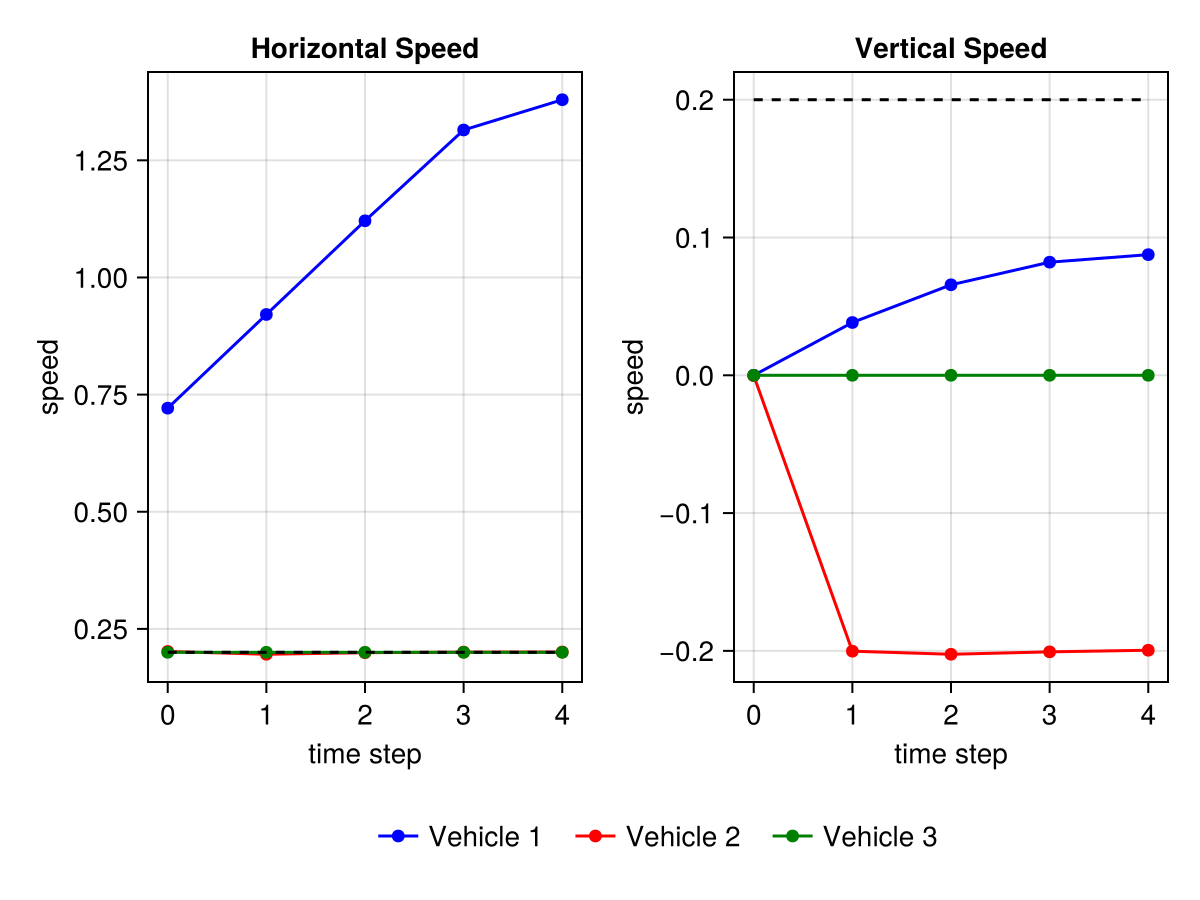 Horizontal Speed
speed
1.25
1.00
0.75
0.50
0.25
0 1 2 3 4
time step
Vertical Speed
speed
0.2
0.1
0.0
−0.1
−0.2
0 1 2 3 4
time step
Vehicle 1 Vehicle 2 Vehicle 3